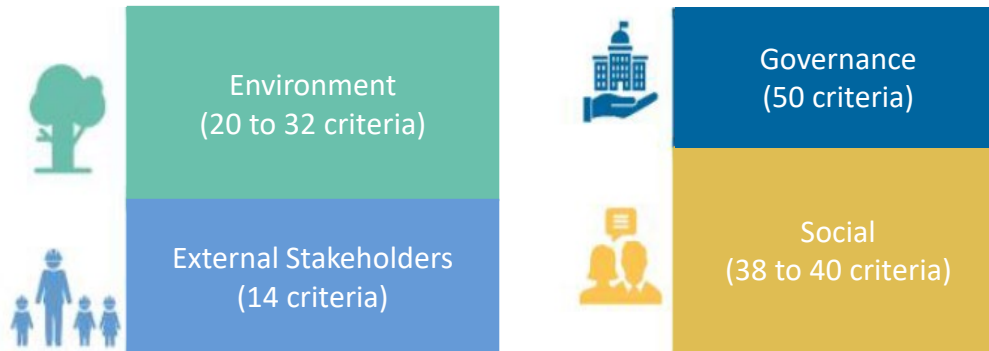 Environment
(20 to 32 criteria)
External Stakeholders
(14 criteria)
Governance
(50 criteria)
Social
(38 to 40 criteria)